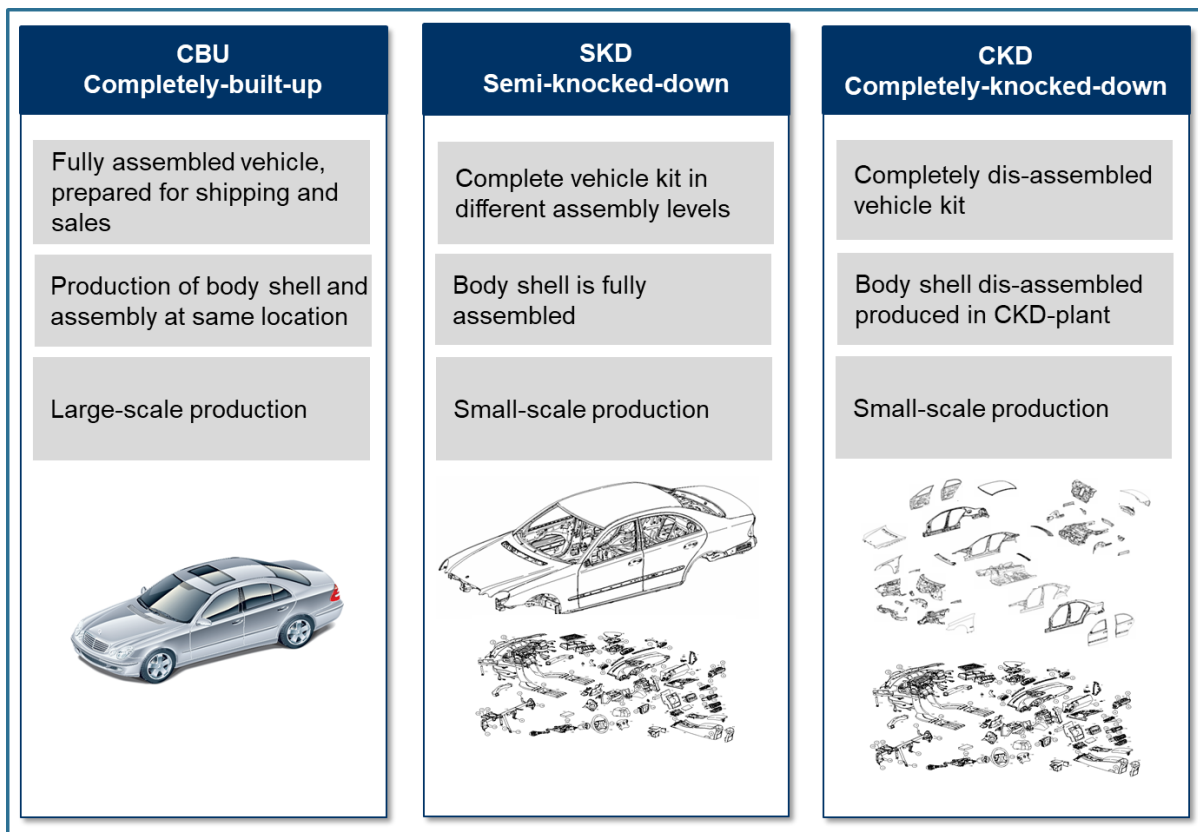 CBU
Completely-built-up
Fully assembled vehicle,
prepared for shipping and
sales
Production of body shell and
assembly at same location
Large-scale production
SKD
Semi-knocked-down
Complete vehicle kit in
different assembly levels
Body shell is fully
assembled
Small-scale production
CKD
Completely-knocked-down
Completely dis-assembled
vehicle kit
Body shell dis-assembled
produced in CKD-plant
Small-scale production